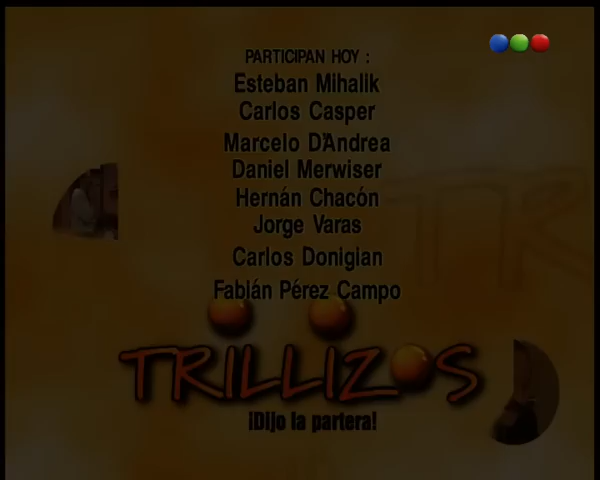 PARTICIPAN HOY :
Esteban Mihalik
Carlos Casper
Marcelo D'Andrea
Daniel Merwiser
Hernán Chacón
Jorge Varas
Carlos Donigian
Fabián Pérez Campo
TRILLIZOS
¡Dijo la partera!
TR